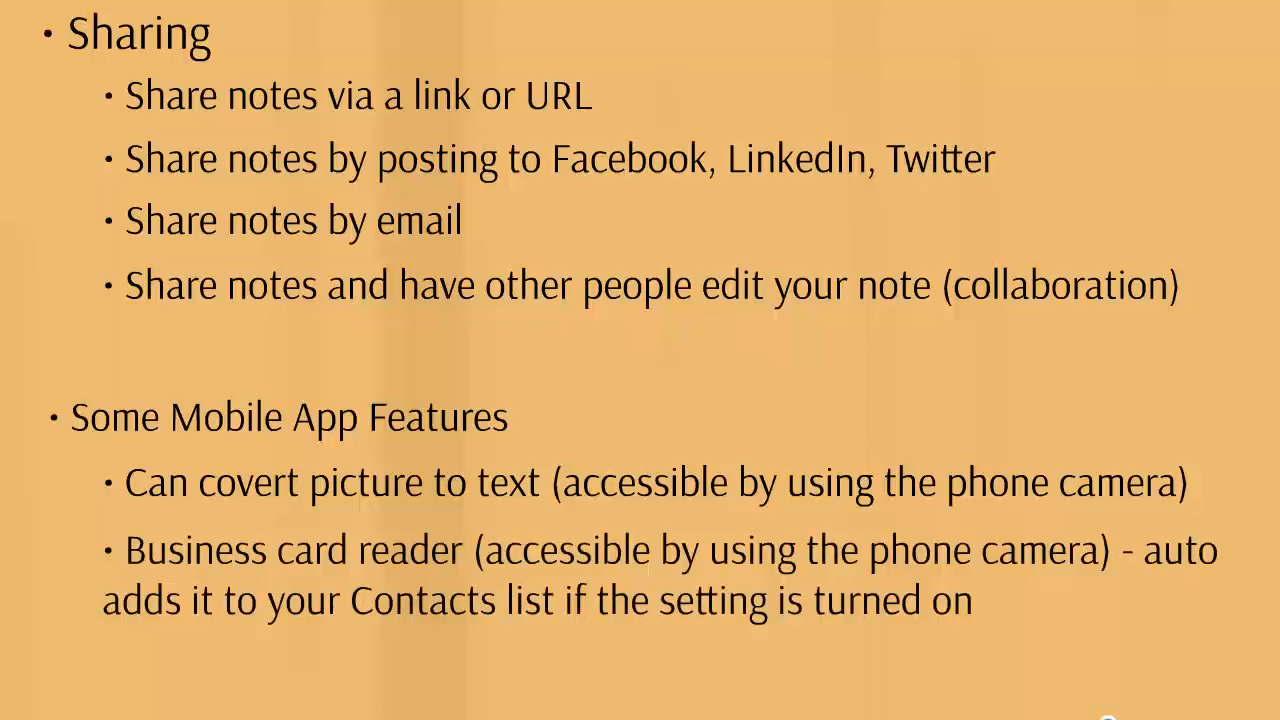 • Sharing
• Share notes via a link or URL
• Share notes by posting to Facebook, LinkedIn, Twitter
• Share notes by email
• Share notes and have other people edit your note (collaboration)
• Some Mobile App Features
• Can covert picture to text (accessible by using the phone camera)
• Business card reader (accessible by using the phone camera) - auto
adds it to your Contacts list if the setting is turned on